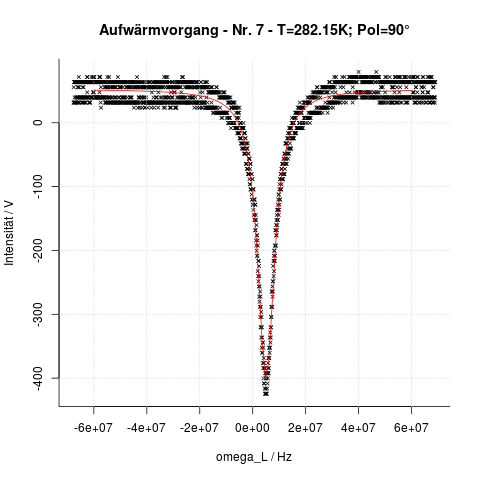 Aufwärmvorgang - Nr. 7 - T=282.15K; Pol=90°
Intensität / V
0
-100
-200
-300
-400
-6e+07 -4e+07 -2e+07 0e+00 2e+07 4e+07 6e+07
omega_L / Hz